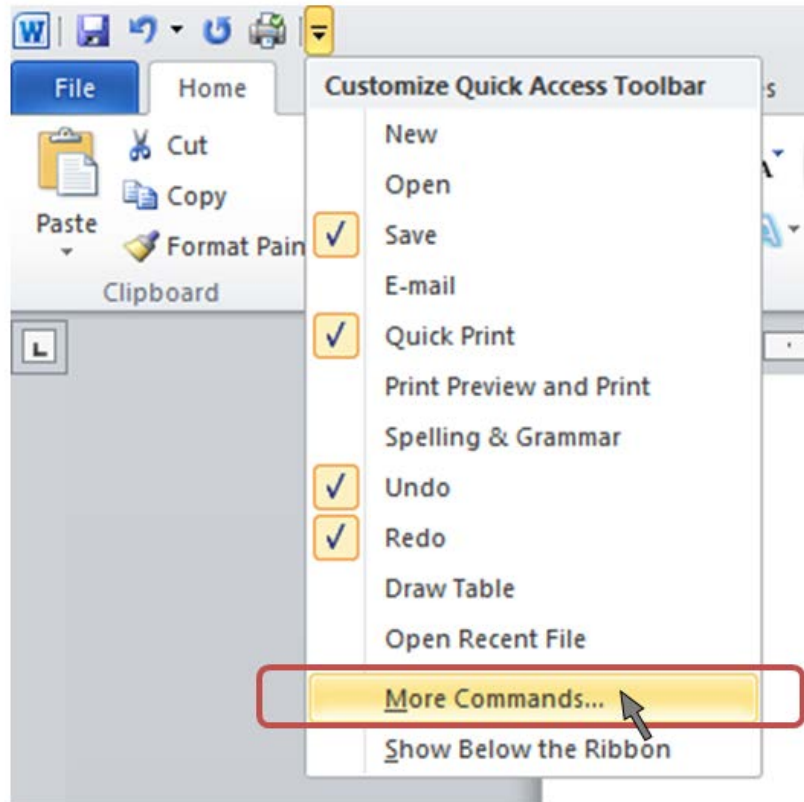 W
File
Home
Customize Quick Access Toolbar
s
Cut
Copy
Paste
Format Pain
Clipboard
New
Open
Save
E-mail
Quick Print
Print Preview and Print
Spelling & Grammar
Undo
Redo
Draw Table
Open Recent File
More Commands...
Show Below the Ribbon